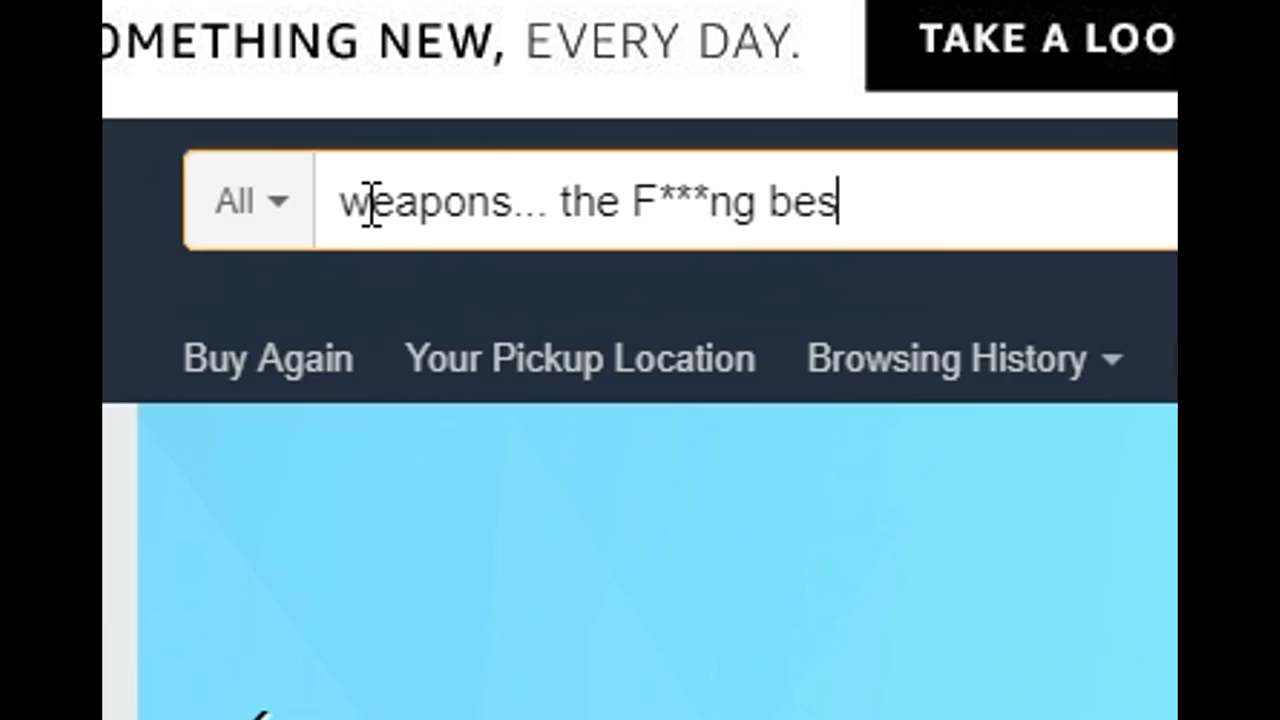 OMETHING NEW, EVERY DAY. TAKE A LOO
All weapons... the F***ng bes
Buy Again Your Pickup Location Browsing History